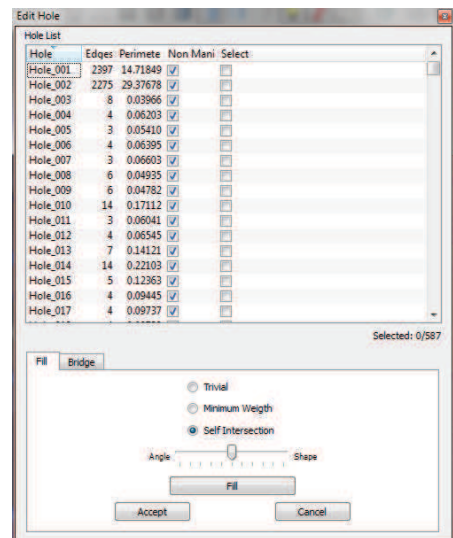 Edit Hole
Hole List
Hole Edges Perimete Non Mani Select
Hole_001 2397 14.71849
Hole_002 2275 29.37678
Hole_003 8 0.03966
Hole_004 4 0.06203
Hole_005 3 0.05410
Hole_006 4 0.06395
Hole_007 3 0.06603
Hole_008 6 0.04935
Hole_009 6 0.04782
Hole_010 14 0.17112
Hole_011 3 0.06041
Hole_012 4 0.06545
Hole_013 7 0.14121
Hole_014 14 0.22103
Hole_015 5 0.12363
Hole_016 4 0.09445
Hole_017 4 0.09737
Selected: 0/587
Fill Bridge
Trivial
Minimum Weigth
Self Intersection
Angle Shape
Fill
Accept Cancel